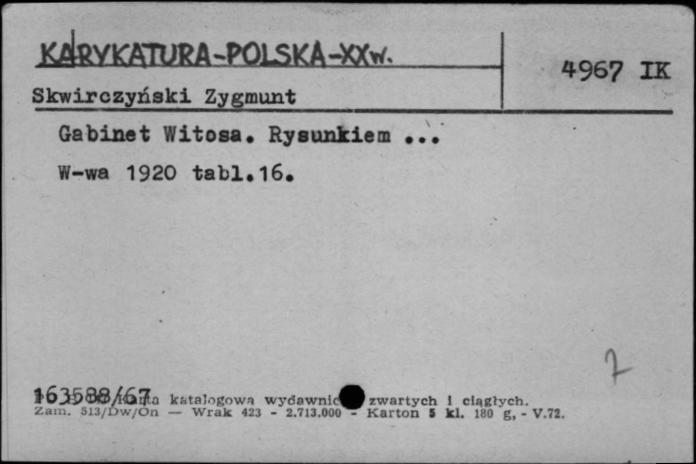 KARYKATURA-POLSKA-XXw.
4967 IK
Skwirczyński Zygmunt
Gabinet Witosa. Rysunkiem ...
W-wa 1920 tabl.16.
7
163588/67
katalogowa wydawnic zwartych i ciągłych.
Zam. 513/Dw/On — Wrak 423 - 2.713.000 - Karton 5 kl. 180 g, - V.72.